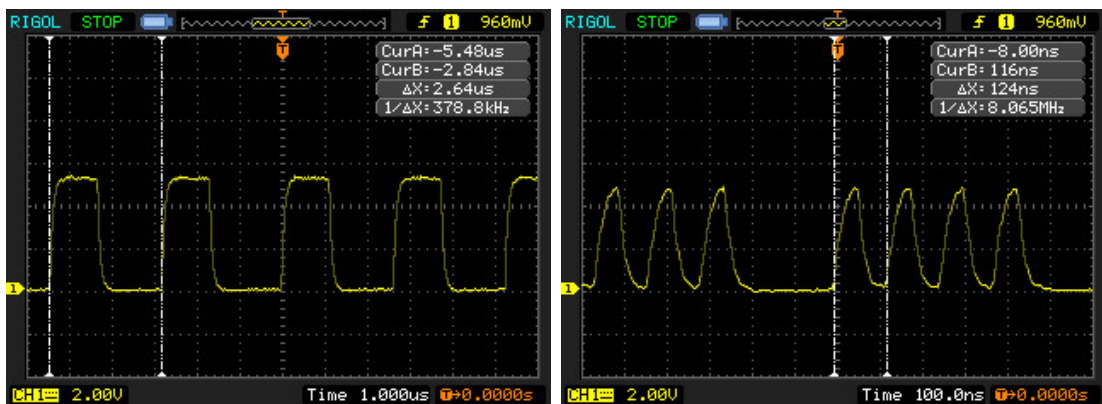 RIGOL STOP T f 1 960mV
T
CurA:-5.48us
CurB:-2.84us
ΔX:2.64us
1/ΔX:378.8kHz
1
CH1 2.00V Time 1.000us T→0.0000s
RIGOL STOP T f 1 960mV
T
CurA:-8.00ns
CurB:116ns
ΔX:124ns
1/ΔX:8.065MHz
1
CH1 2.00V Time 100.0ns T→0.0000s